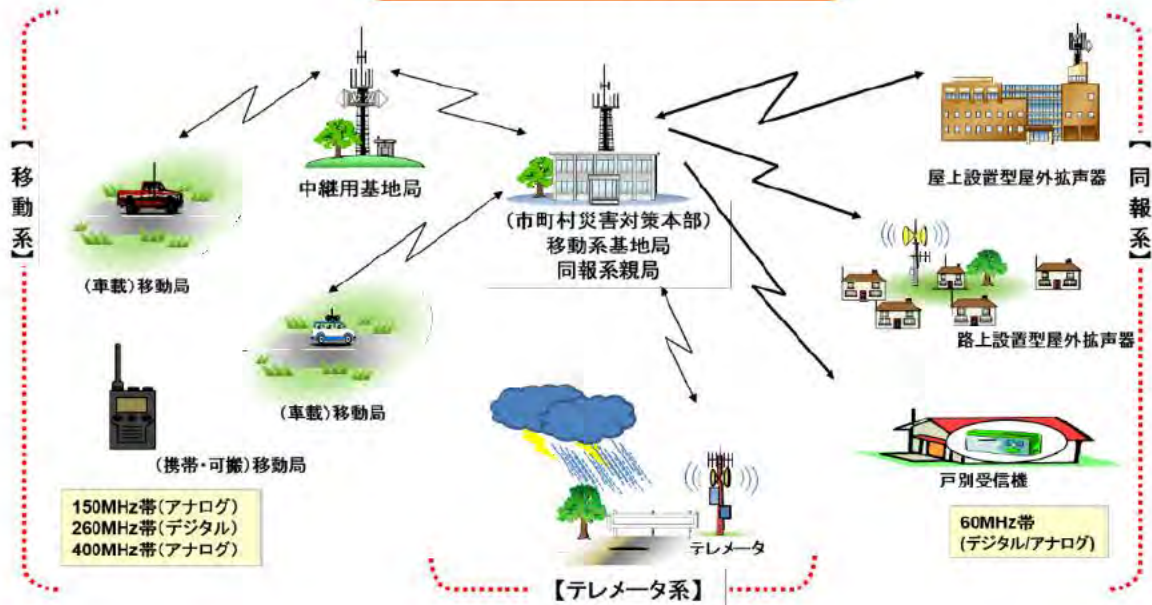 【移動系】
中継用基地局
(車載)移動局
(車載)移動局
(携帯・可搬)移動局
150MHz帯(アナログ)
260MHz帯(デジタル)
400MHz帯(アナログ)
(市町村災害対策本部)
移動系基地局
同報系親局
テレメータ
【テレメータ系】
【同報系】
屋上設置型屋外拡声器
路上設置型屋外拡声器
戸別受信機
60MHz帯
(デジタル/アナログ)